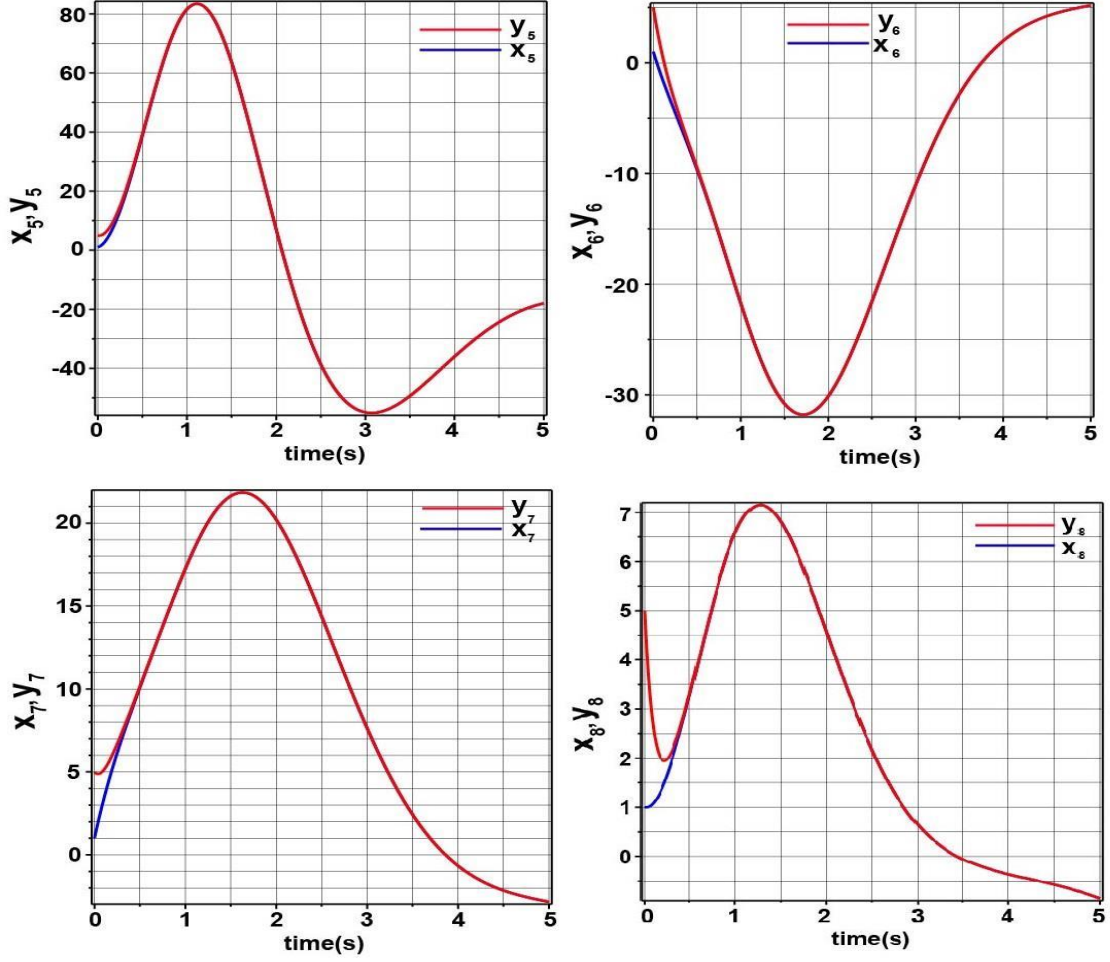 y₅
x₅
80
60
40
20
0
-20
-40
x₅,y₅
0 1 2 3 4 5
time(s)
y₆
x₆
0
-10
-20
-30
x₆,y₆
0 1 2 3 4 5
time(s)
y₇
x₇
20
15
10
5
0
x₇,y₇
0 1 2 3 4 5
time(s)
y₈
x₈
7
6
5
4
3
2
1
0
x₈,y₈
0 1 2 3 4 5
time(s)